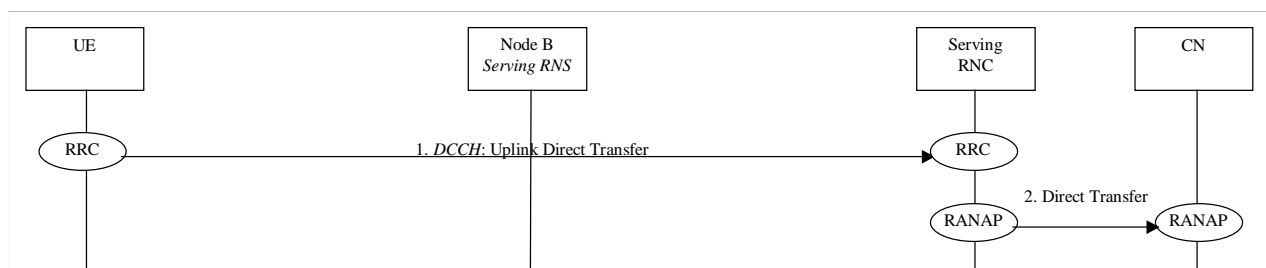 UE
Node B
Serving RNS
Serving
RNC
CN
RRC
1. DCCH: Uplink Direct Transfer
RRC
2. Direct Transfer
RANAP
RANAP